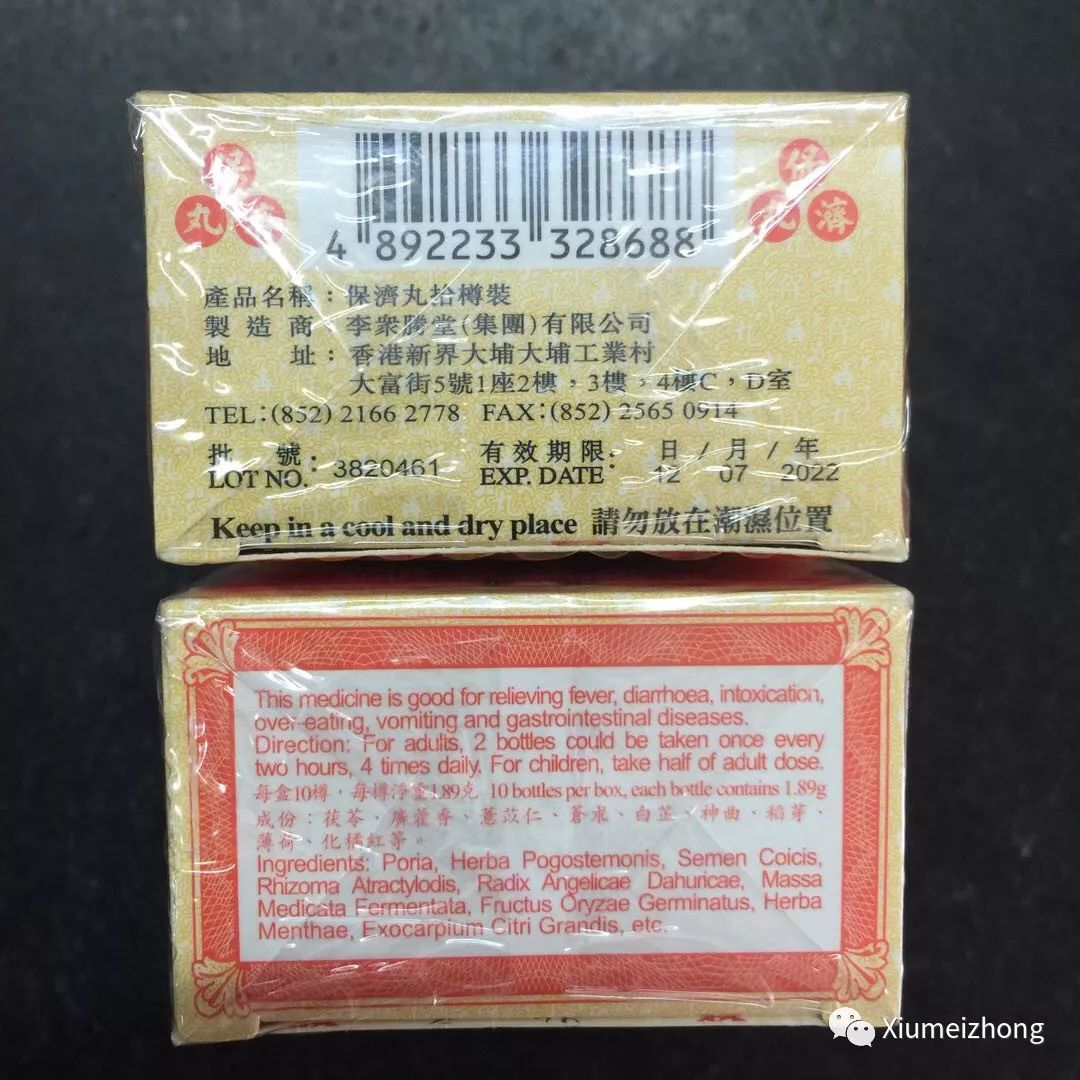 保
丸
保
丸 濟
4 892233 328688
產品名稱：保濟丸拾樽裝
製造商：李衆勝堂(集團)有限公司
地址：香港新界大埔大埔工業村
大富街5號1座2樓，3樓，4樓C，D室
TEL:(852) 2166 2778 FAX:(852) 2565 0914
批號： 有效期限： 日 / 月 / 年
LOT NO. 3820461 EXP. DATE 12 07 2022
Keep in a cool and dry place 請勿放在潮濕位置
This medicine is good for relieving fever, diarrhoea, intoxication,
over-eating, vomiting and gastrointestinal diseases.
Direction: For adults, 2 bottles could be taken once every
two hours, 4 times daily. For children, take half of adult dose.
每盒10樽，每樽淨重1.89克 10 bottles per box, each bottle contains 1.89g
成份：茯苓、廣藿香、薏苡仁、蒼朮、白芷、神曲、稻芽、
薄荷、化橘紅等。
Ingredients: Poria, Herba Pogostemonis, Semen Coicis,
Rhizoma Atractylodis, Radix Angelicae Dahuricae, Massa
Medicata Fermentata, Fructus Oryzae Germinatus, Herba
Menthae, Exocarpium Citri Grandis, etc.
Xiumeizhong